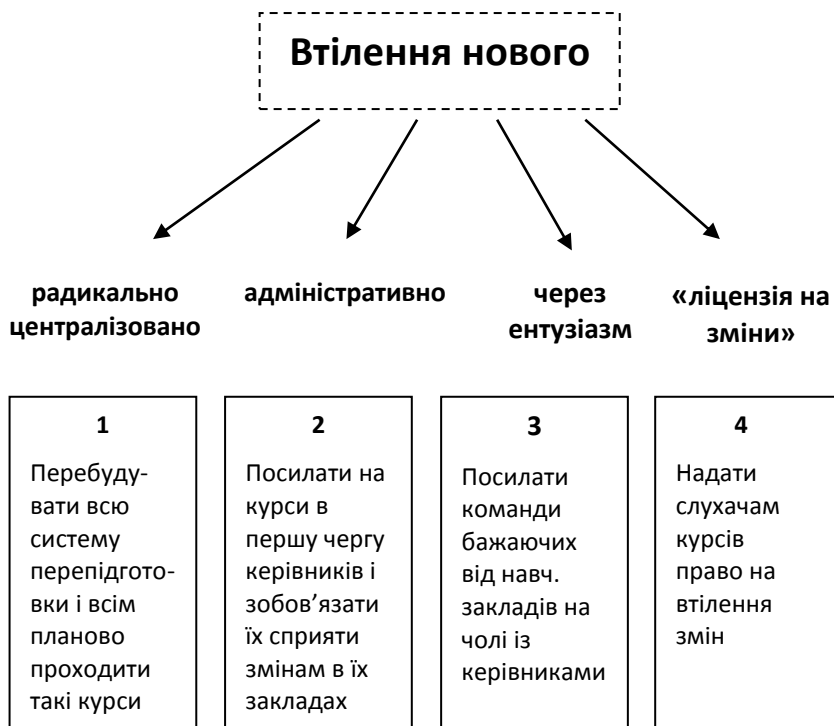 Втілення нового
радикально
централізовано
адміністративно
через
ентузіазм
«ліцензія на
зміни»
1
Перебуду-
вати всю
систему
перепідгото-
вки і всім
планово
проходити
такі курси
2
Посилати на
курси в
першу чергу
керівників і
зобов’язати
їх сприяти
змінам в їх
закладах
3
Посилати
команди
бажаючих
від навч.
закладів на
чолі із
керівниками
4
Надати
слухачам
курсів
право на
втілення
змін